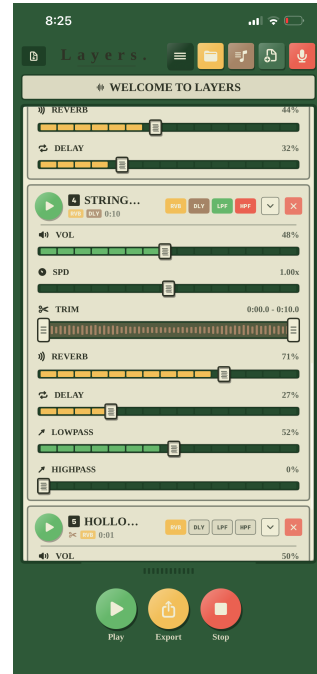 8:25
Layers.
WELCOME TO LAYERS
REVERB 44%
DELAY 32%
4 STRING... RVB DLY LPF HPF
RVB DLY 0:10
VOL 48%
SPD 1.00x
TRIM 0:00.0 - 0:10.0
REVERB 71%
DELAY 27%
LOWPASS 52%
HIGHPASS 0%
5 HOLLO... RVB DLY LPF HPF
RVB 0:01
VOL 50%
Play Export Stop